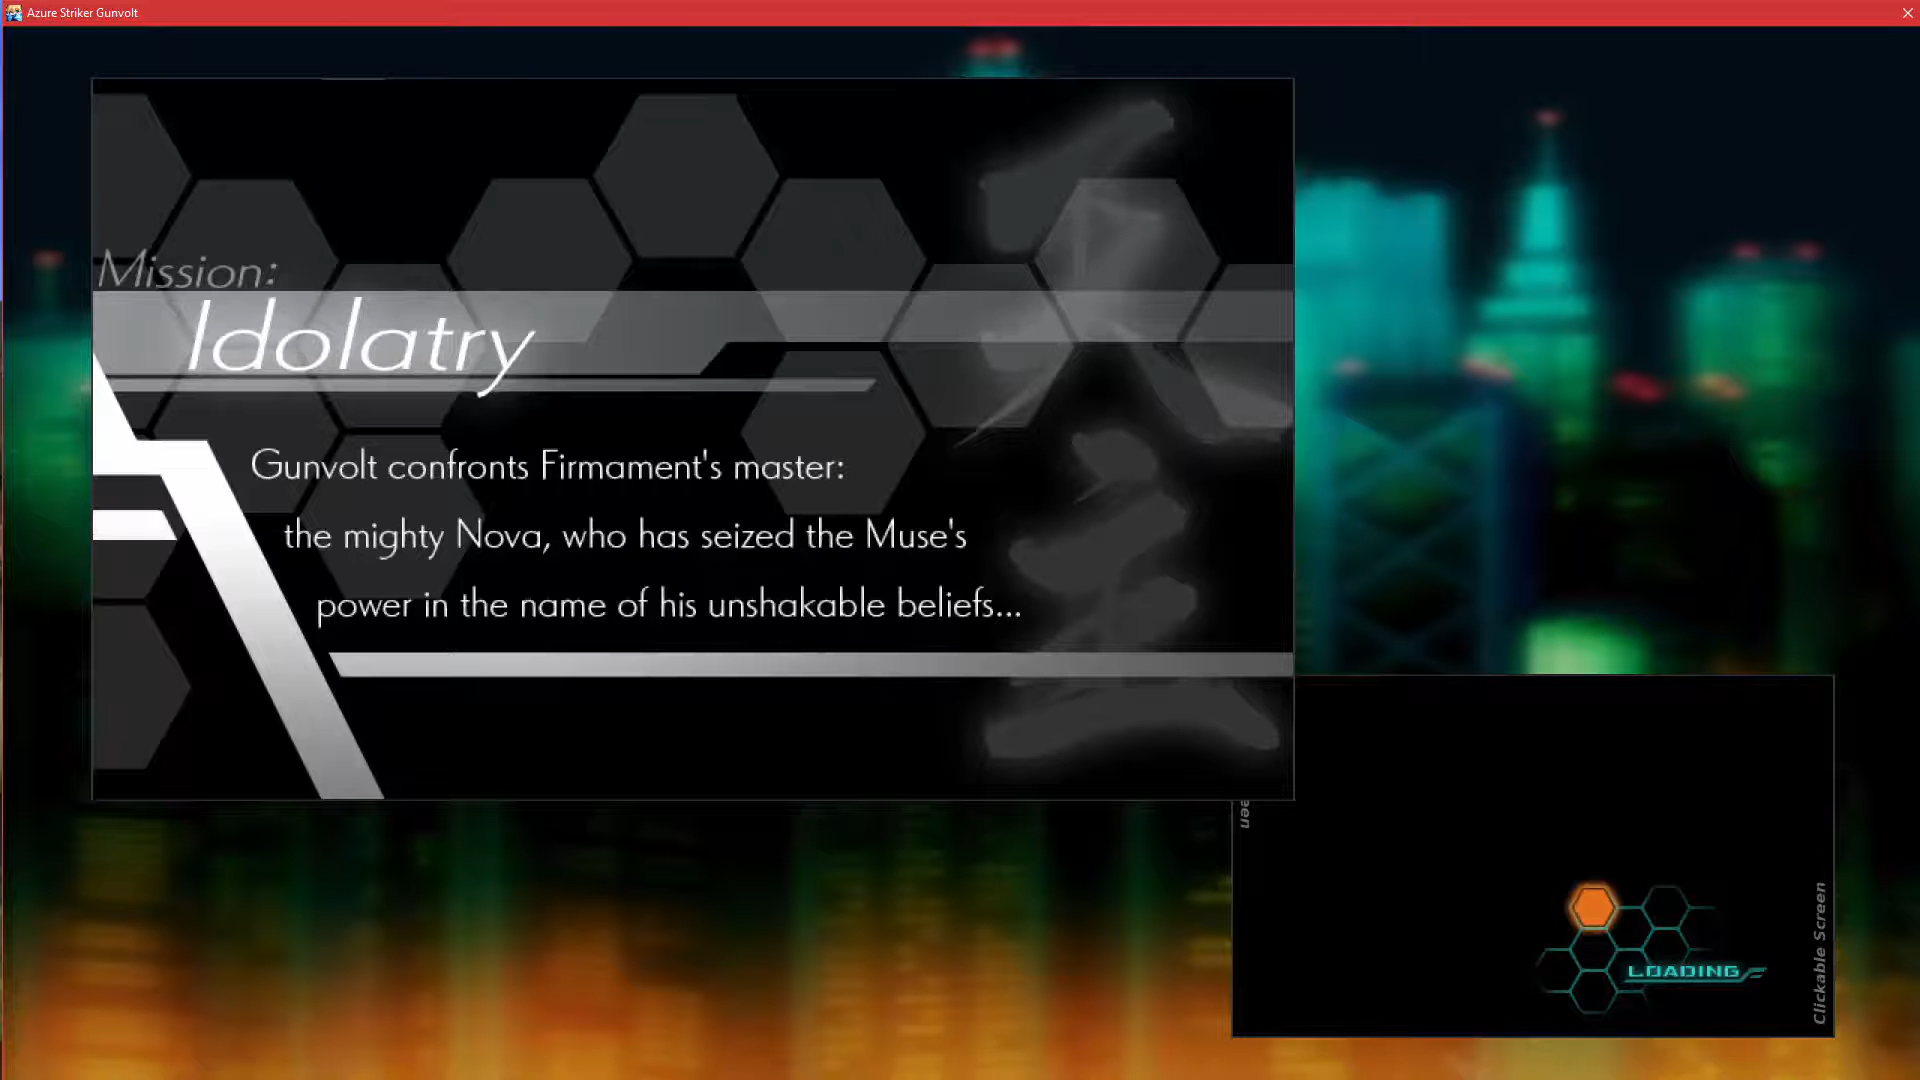 Azure Striker Gunvolt
Mission:
Idolatry
Gunvolt confronts Firmament's master:
the mighty Nova, who has seized the Muse's
power in the name of his unshakable beliefs...
een
LOADING
Clickable Screen